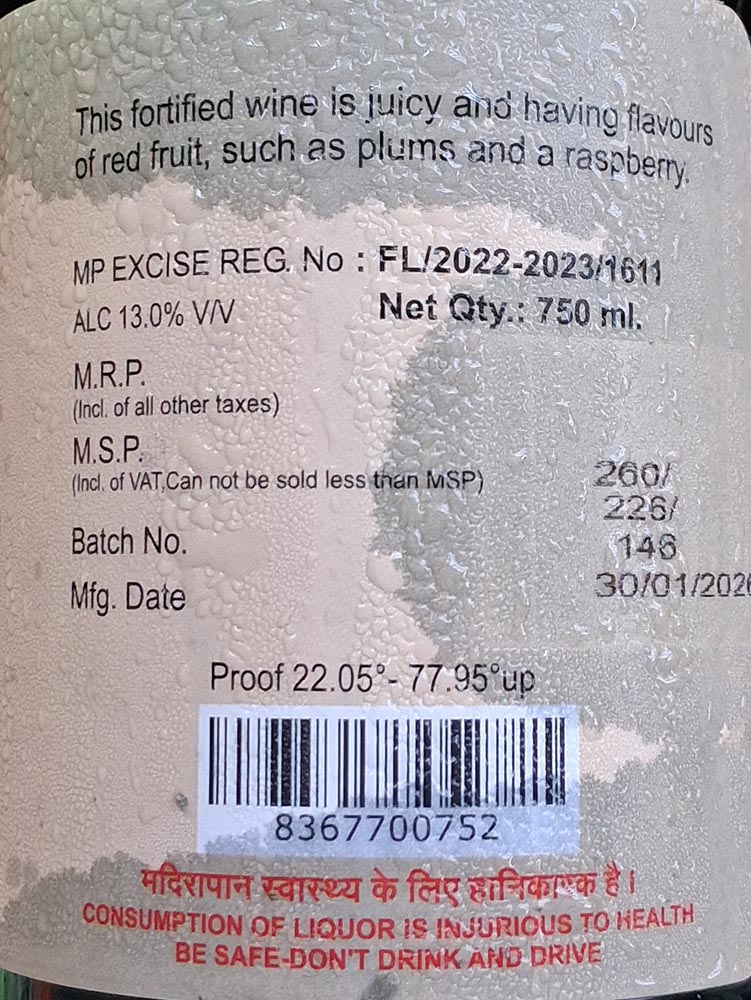 This fortified wine is juicy and having flavours
of red fruit, such as plums and a raspberry.
MP EXCISE REG. No : FL/2022-2023/1611
ALC 13.0% V/V Net Qty.: 750 ml.
M.R.P.
(Incl. of all other taxes)
M.S.P.
(Incl. of VAT,Can not be sold less than MSP)
260/
226/
Batch No. 146
Mfg. Date 30/01/2026
Proof 22.05°- 77.95°up
8367700752
मदिरापान स्वास्थ्य के लिए हानिकारक है।
CONSUMPTION OF LIQUOR IS INJURIOUS TO HEALTH
BE SAFE-DON'T DRINK AND DRIVE